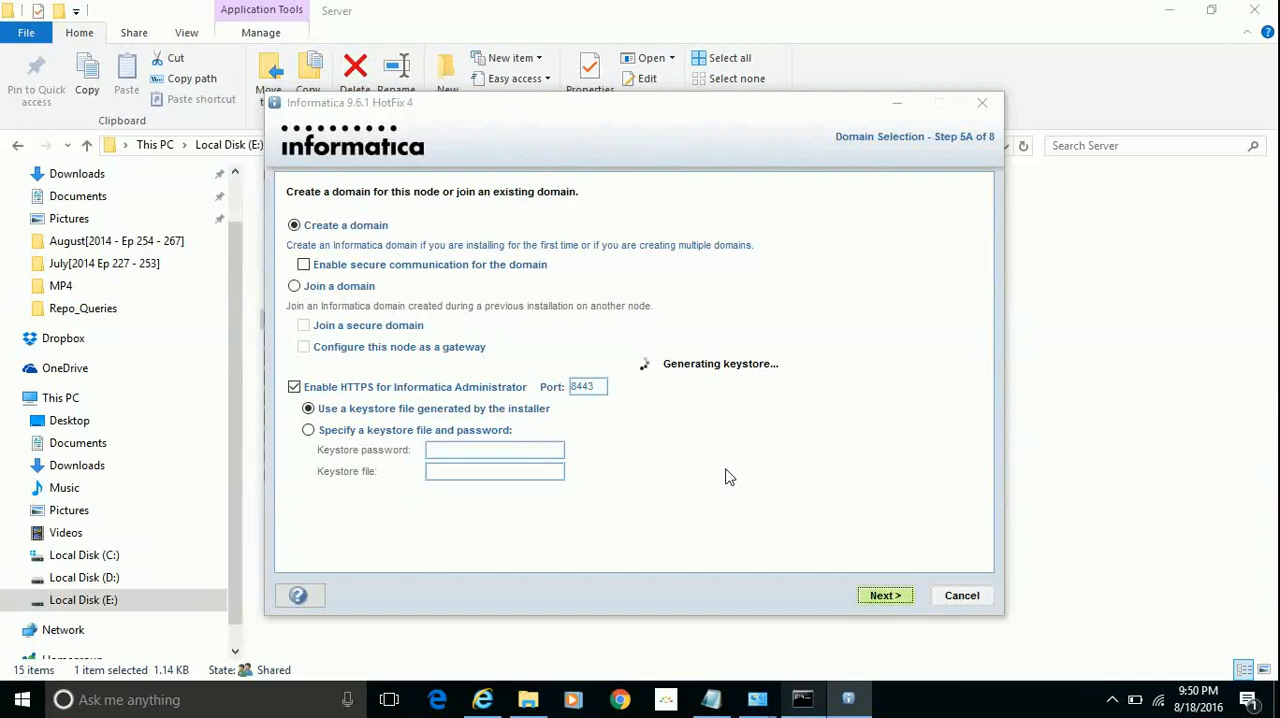 Application Tools
Server
File
Home
Share
View
Manage
Pin to Quick access
Copy
Paste
Cut
Copy path
Paste shortcut
Clipboard
Move
Copy
Delete
Rename
New
New item
Easy access
Properties
Open
Edit
Select all
Select none
This PC
Local Disk (E:)
Search Server
Downloads
Documents
Pictures
August[2014 - Ep 254 - 267]
July[2014 Ep 227 - 253]
MP4
Repo_Queries
Dropbox
OneDrive
This PC
Desktop
Documents
Downloads
Music
Pictures
Videos
Local Disk (C:)
Local Disk (D:)
Local Disk (E:)
Network
Informatica 9.6.1 HotFix 4
informatica
Domain Selection - Step 5A of 8
Create a domain for this node or join an existing domain.
Create a domain
Create an Informatica domain if you are installing for the first time or if you are creating multiple domains.
Enable secure communication for the domain
Join a domain
Join an Informatica domain created during a previous installation on another node.
Join a secure domain
Configure this node as a gateway
Generating keystore...
Enable HTTPS for Informatica Administrator Port: 8443
Use a keystore file generated by the installer
Specify a keystore file and password:
Keystore password:
Keystore file:
Next >
Cancel
15 items 1 item selected 1.14 KB State: Shared
Ask me anything
9:50 PM
8/18/2016